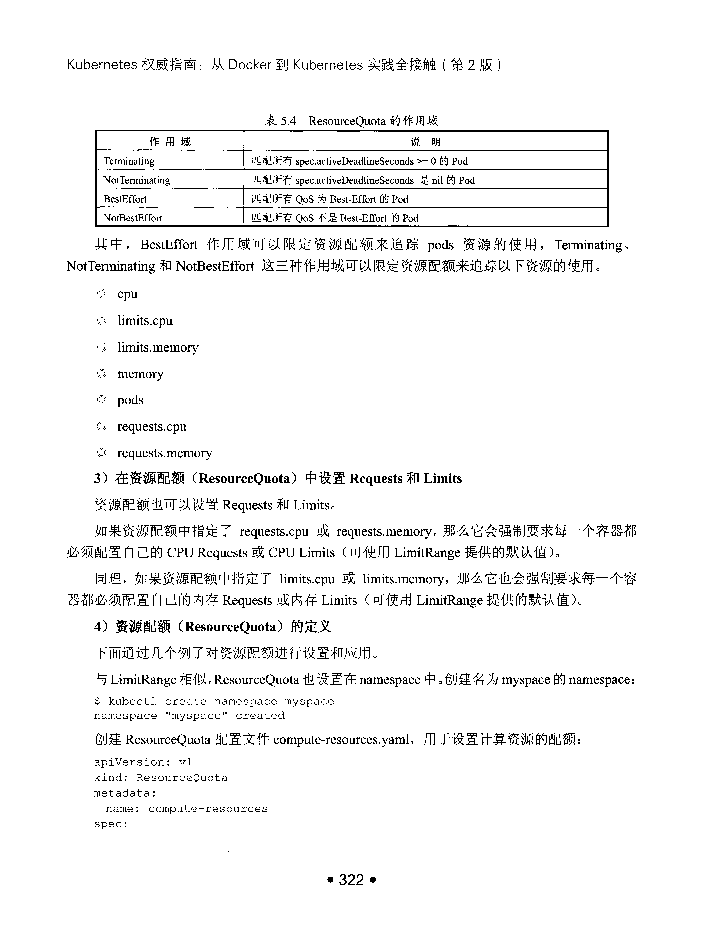 Kubernetes 权威指南：从 Docker 到 Kubernetes 实践全接触（第 2 版）
表 5.4 ResourceQuota 的作用域
作 用 域 说 明
Terminating 匹配所有 spec.activeDeadlineSeconds >= 0 的 Pod
NotTerminating 匹配所有 spec.activeDeadlineSeconds 是 nil 的 Pod
BestEffort 匹配所有 QoS 为 Best-Effort 的 Pod
NotBestEffort 匹配所有 QoS 不是 Best-Effort 的 Pod
其中，BestEffort 作用域可以限定资源配额来追踪 pods 资源的使用，Terminating、
NotTerminating 和 NotBestEffort 这三种作用域可以限定资源配额来追踪以下资源的使用。
cpu
limits.cpu
limits.memory
memory
pods
requests.cpu
requests.memory
3）在资源配额（ResourceQuota）中设置 Requests 和 Limits
资源配额也可以设置 Requests 和 Limits。
如果资源配额中指定了 requests.cpu 或 requests.memory，那么它会强制要求每一个容器都
必须配置自己的 CPU Requests 或 CPU Limits（可使用 LimitRange 提供的默认值）。
同理，如果资源配额中指定了 limits.cpu 或 limits.memory，那么它也会强制要求每一个容
器都必须配置自己的内存 Requests 或内存 Limits（可使用 LimitRange 提供的默认值）。
4）资源配额（ResourceQuota）的定义
下面通过几个例子对资源配额进行设置和应用。
与 LimitRange 相似，ResourceQuota 也设置在 namespace 中。创建名为 myspace 的 namespace：
$ kubectl create namespace myspace
namespace "myspace" created
创建 ResourceQuota 配置文件 compute-resources.yaml，用于设置计算资源的配额：
apiVersion: v1
kind: ResourceQuota
metadata:
name: compute-resources
spec:
• 322 •